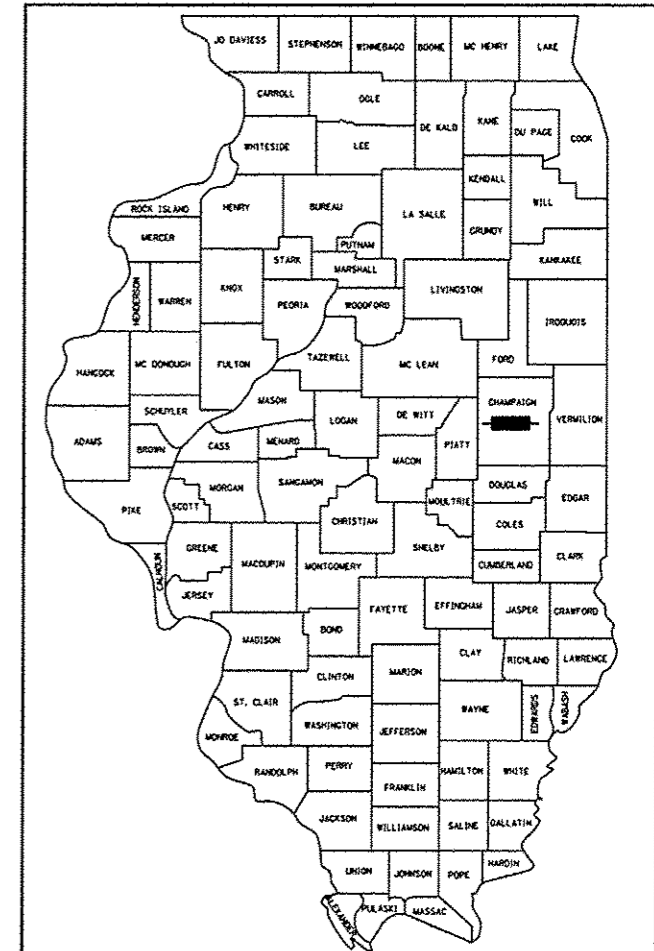 JO DAVIESS STEPHENSON WINNEBAGO BOONE MC HENRY LAKE
CARROLL OGLE DE KALB KANE DU PAGE COOK
WHITESIDE LEE KENDALL WILL
ROCK ISLAND HENRY BUREAU LA SALLE GRUNDY
MERCER PUTNAM KANKAKEE
STARK MARSHALL
HENDERSON WARREN KNOX PEORIA WOODFORD LIVINGSTON IROQUOIS
HANCOCK MC DONOUGH FULTON TAZEWELL MC LEAN FORD
SCHUYLER MASON LOGAN DE WITT CHAMPAIGN VERMILION
ADAMS BROWN CASS MENARD MACON PIATT
PIKE SCOTT MORGAN SANGAMON CHRISTIAN MOULTRIE DOUGLAS EDGAR
COLES
CALHOUN GREENE MACOUPIN MONTGOMERY SHELBY CUMBERLAND CLARK
JERSEY FAYETTE EFFINGHAM JASPER CRAWFORD
MADISON BOND CLAY RICHLAND LAWRENCE
CLINTON MARION
ST. CLAIR WASHINGTON JEFFERSON WAYNE EDWARDS WABASH
MONROE
RANDOLPH PERRY FRANKLIN HAMILTON WHITE
JACKSON WILLIAMSON SALINE GALLATIN
UNION JOHNSON POPE HARDIN
ALEXANDER PULASKI MASSAC